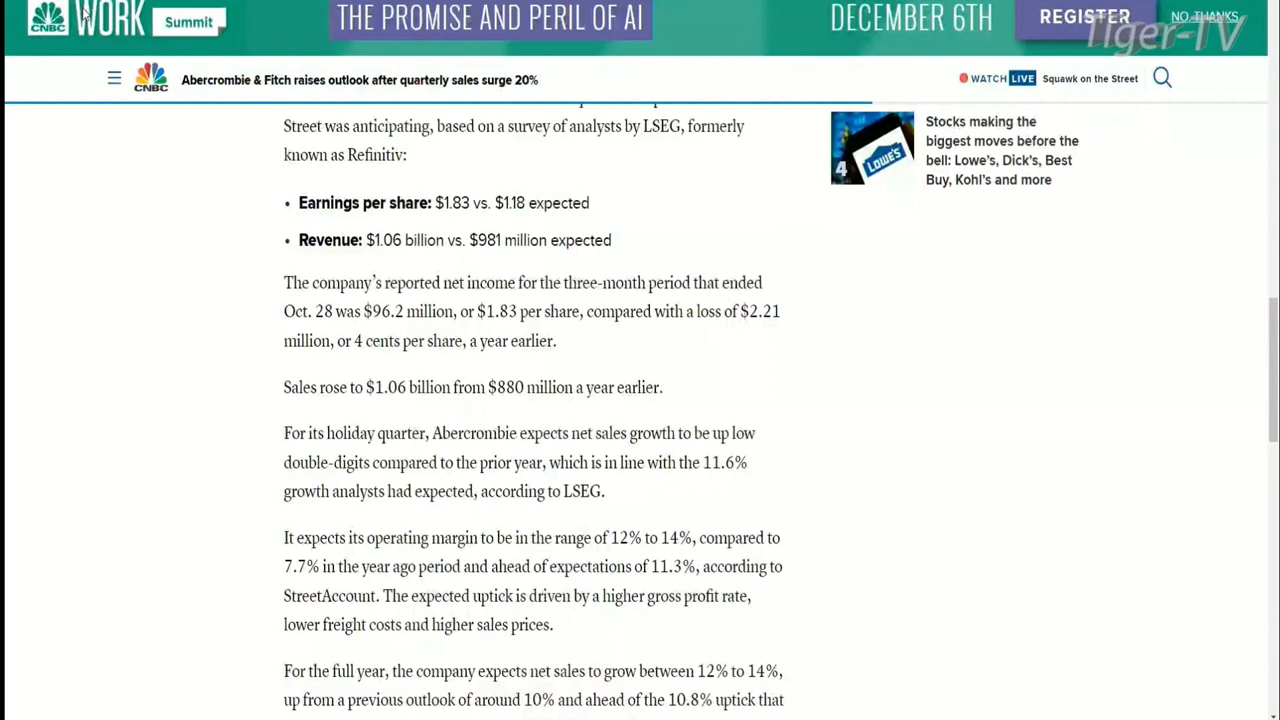 CNBC
WORK
Summit
THE PROMISE AND PERIL OF AI
DECEMBER 6TH
REGISTER
NO, THANKS
Tiger-TV
CNBC
Abercrombie & Fitch raises outlook after quarterly sales surge 20%
WATCH LIVE Squawk on the Street
Street was anticipating, based on a survey of analysts by LSEG, formerly
known as Refinitiv:
• Earnings per share: $1.83 vs. $1.18 expected
• Revenue: $1.06 billion vs. $981 million expected
The company's reported net income for the three-month period that ended
Oct. 28 was $96.2 million, or $1.83 per share, compared with a loss of $2.21
million, or 4 cents per share, a year earlier.
Sales rose to $1.06 billion from $880 million a year earlier.
For its holiday quarter, Abercrombie expects net sales growth to be up low
double-digits compared to the prior year, which is in line with the 11.6%
growth analysts had expected, according to LSEG.
It expects its operating margin to be in the range of 12% to 14%, compared to
7.7% in the year ago period and ahead of expectations of 11.3%, according to
StreetAccount. The expected uptick is driven by a higher gross profit rate,
lower freight costs and higher sales prices.
For the full year, the company expects net sales to grow between 12% to 14%,
up from a previous outlook of around 10% and ahead of the 10.8% uptick that
4
LOWE'S
Stocks making the
biggest moves before the
bell: Lowe's, Dick's, Best
Buy, Kohl's and more